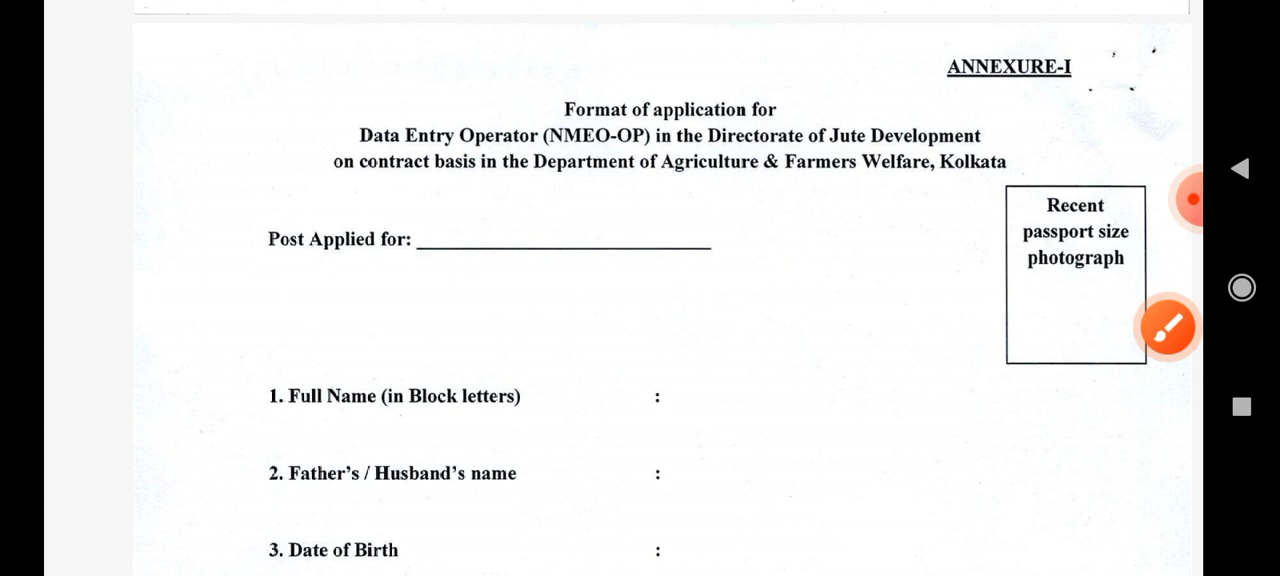 ANNEXURE-I
Format of application for
Data Entry Operator (NMEO-OP) in the Directorate of Jute Development
on contract basis in the Department of Agriculture & Farmers Welfare, Kolkata
Recent
passport size
photograph
Post Applied for: ____________________
1. Full Name (in Block letters) :
2. Father's / Husband's name :
3. Date of Birth :